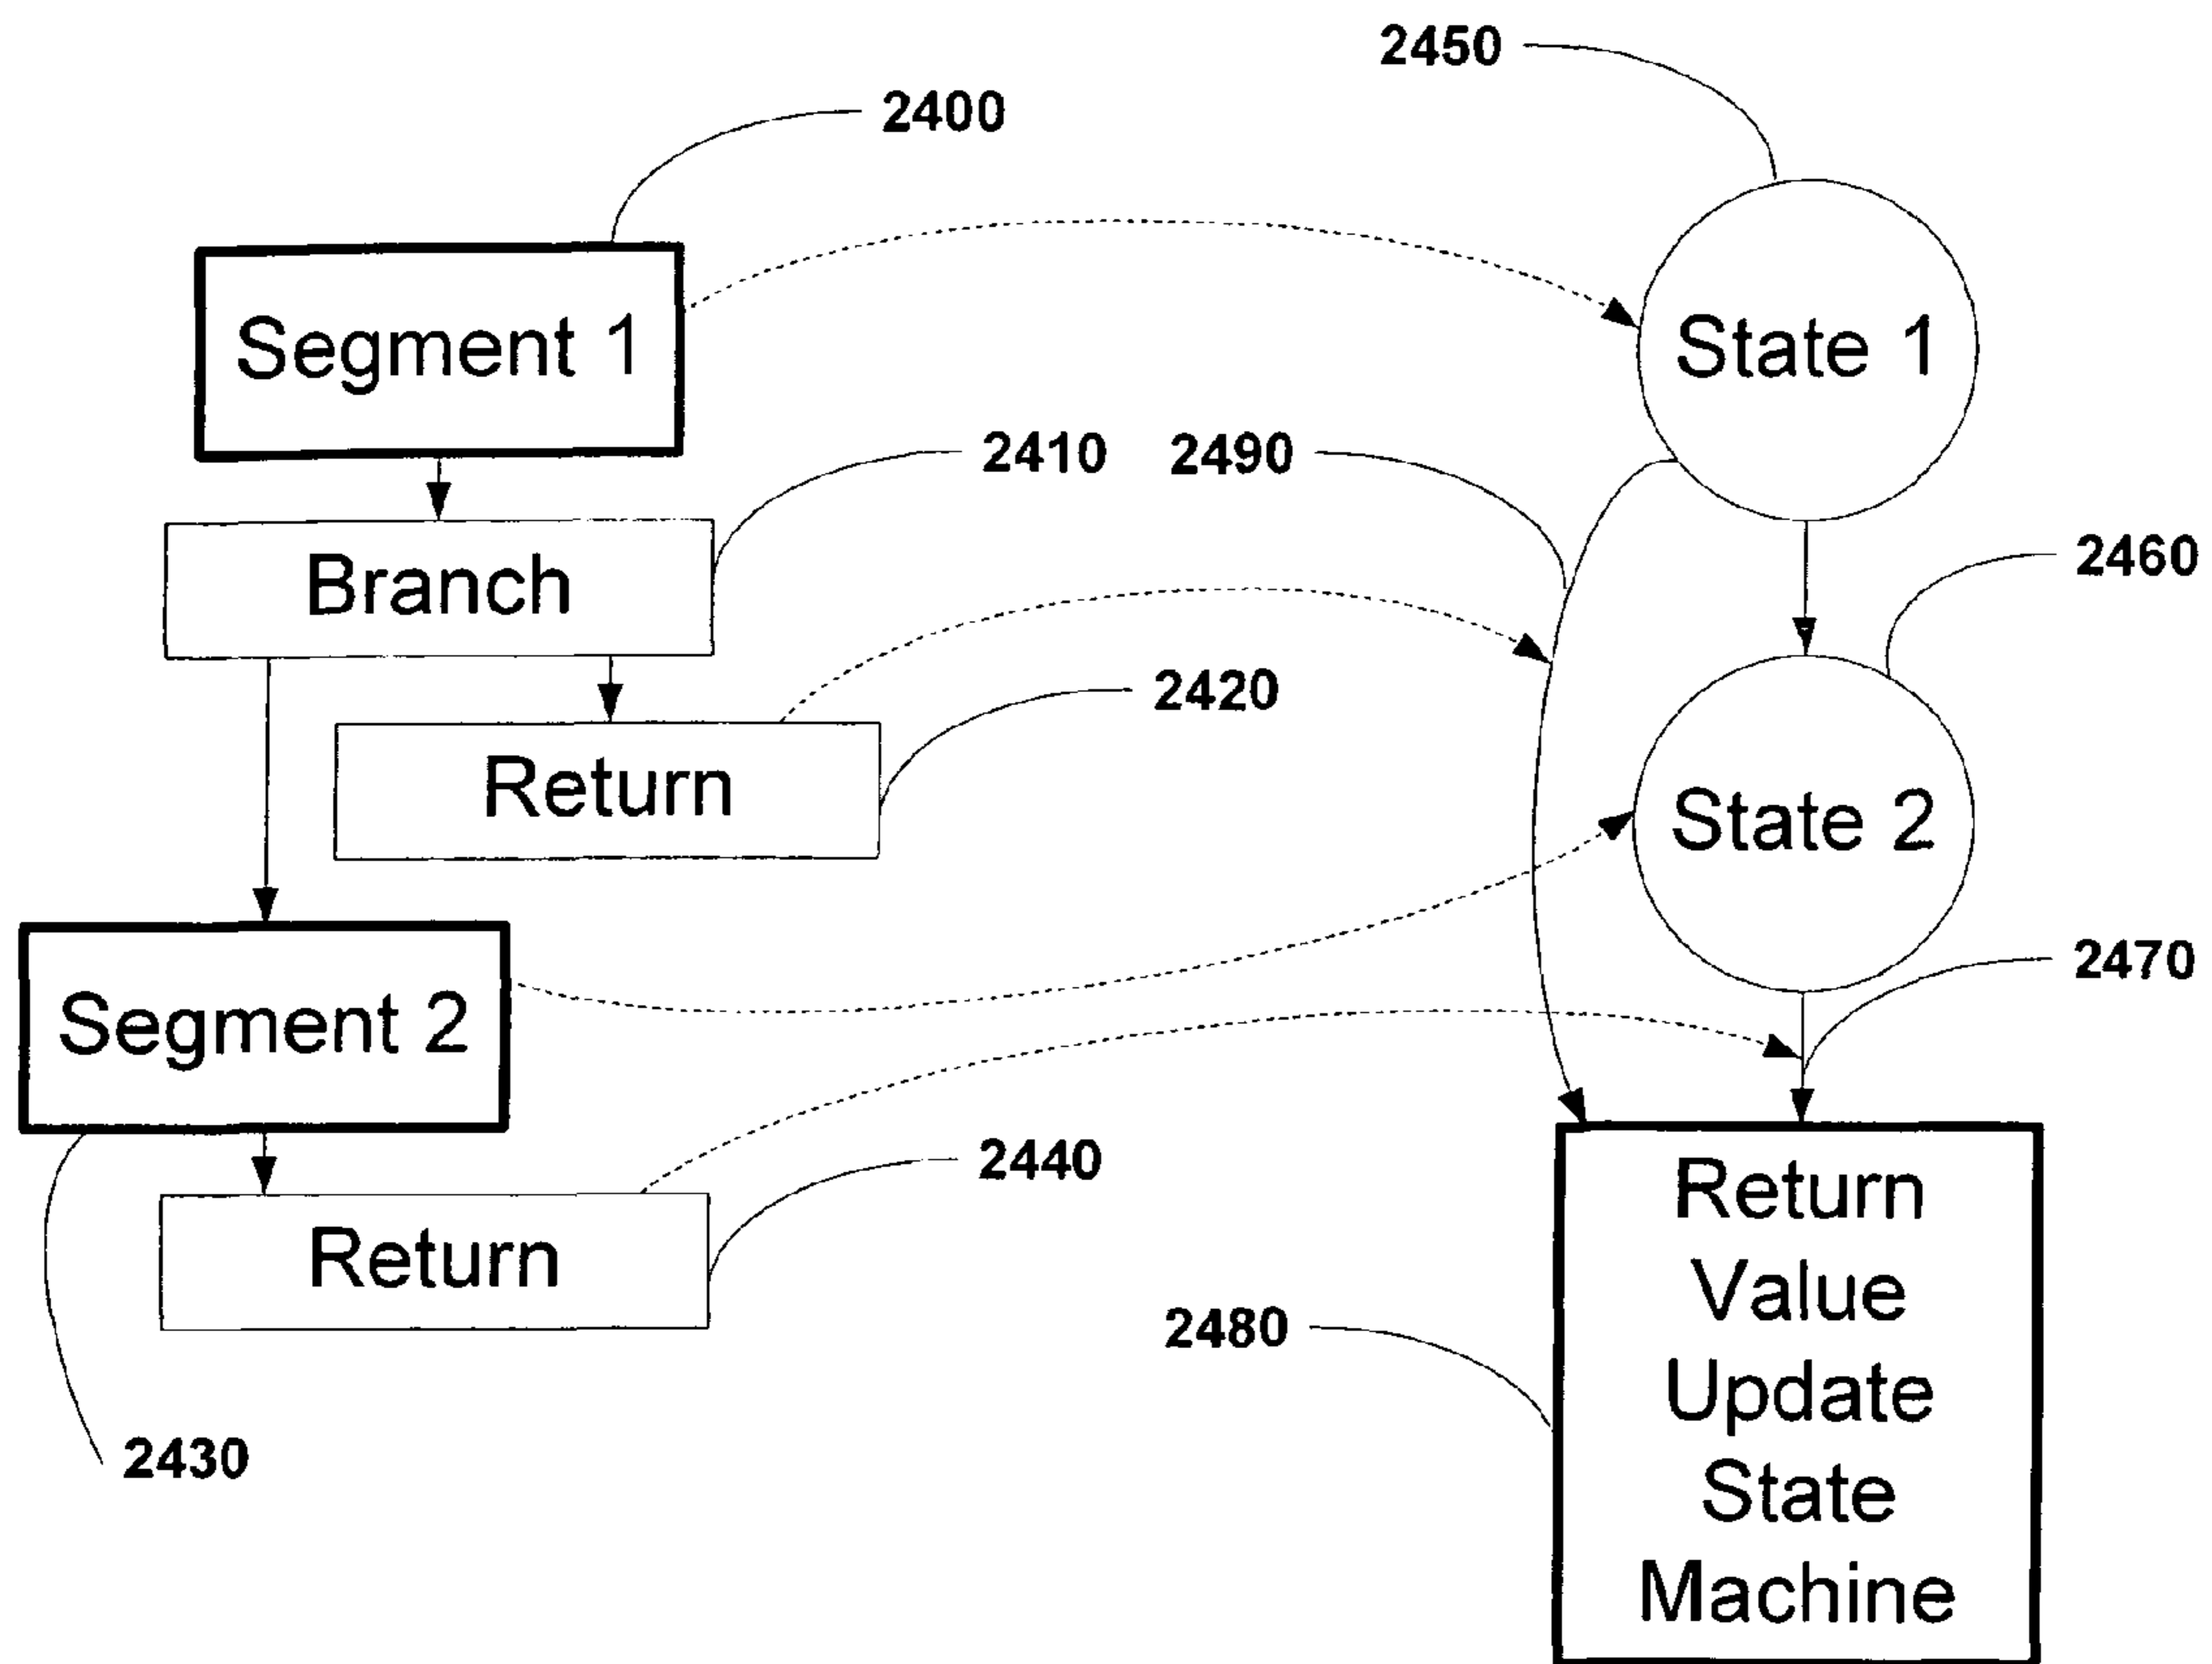 2450
2400
Segment 1
State 1
2410
2490
Branch
2460
2420
Return
State 2
2470
Segment 2
2440
Return
Return
Value
Update
State
Machine
2480
2430